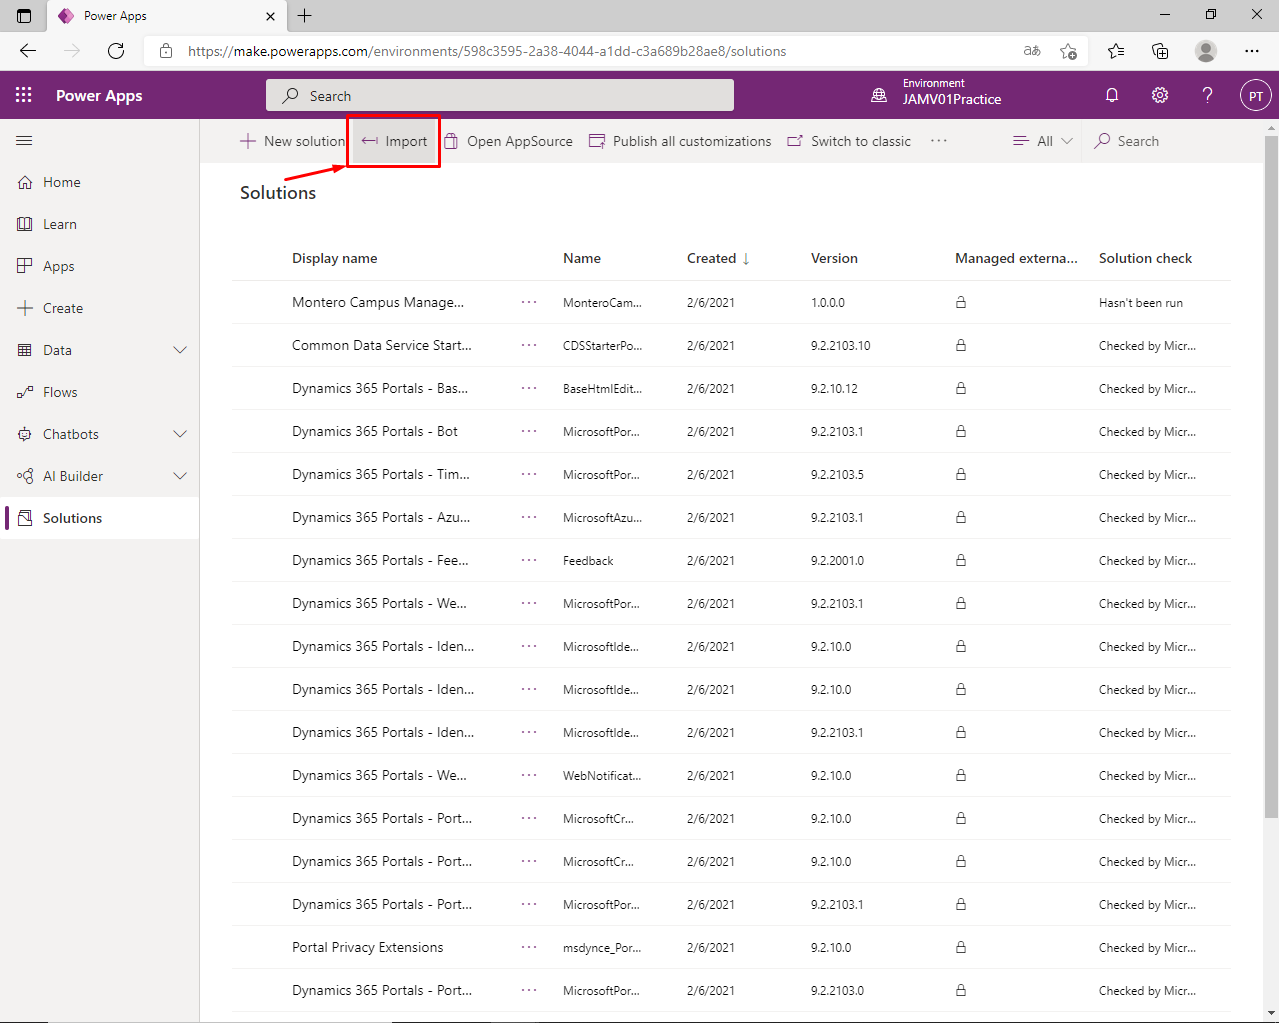 Power Apps
https://make.powerapps.com/environments/598c3595-2a38-4044-a1dd-c3a689b28ae8/solutions
Power Apps
Search
Environment
JAMV01Practice
PT
New solution
Import
Open AppSource
Publish all customizations
Switch to classic
All
Search
Home
Learn
Apps
Create
Data
Flows
Chatbots
AI Builder
Solutions
Solutions
Display name Name Created Version Managed externa... Solution check
Montero Campus Manage... MonteroCam... 2/6/2021 1.0.0.0 Hasn't been run
Common Data Service Start... CDSStarterPo... 2/6/2021 9.2.2103.10 Checked by Micr...
Dynamics 365 Portals - Bas... BaseHtmlEdit... 2/6/2021 9.2.10.12 Checked by Micr...
Dynamics 365 Portals - Bot MicrosoftPor... 2/6/2021 9.2.2103.1 Checked by Micr...
Dynamics 365 Portals - Tim... MicrosoftPor... 2/6/2021 9.2.2103.5 Checked by Micr...
Dynamics 365 Portals - Azu... MicrosoftAzu... 2/6/2021 9.2.2103.1 Checked by Micr...
Dynamics 365 Portals - Fee... Feedback 2/6/2021 9.2.2001.0 Checked by Micr...
Dynamics 365 Portals - We... MicrosoftPor... 2/6/2021 9.2.2103.1 Checked by Micr...
Dynamics 365 Portals - Iden... MicrosoftIde... 2/6/2021 9.2.10.0 Checked by Micr...
Dynamics 365 Portals - Iden... MicrosoftIde... 2/6/2021 9.2.10.0 Checked by Micr...
Dynamics 365 Portals - Iden... MicrosoftIde... 2/6/2021 9.2.2103.1 Checked by Micr...
Dynamics 365 Portals - We... WebNotificat... 2/6/2021 9.2.10.0 Checked by Micr...
Dynamics 365 Portals - Port... MicrosoftCr... 2/6/2021 9.2.10.0 Checked by Micr...
Dynamics 365 Portals - Port... MicrosoftCr... 2/6/2021 9.2.10.0 Checked by Micr...
Dynamics 365 Portals - Port... MicrosoftPor... 2/6/2021 9.2.2103.1 Checked by Micr...
Portal Privacy Extensions msdynce_Por... 2/6/2021 9.2.10.0 Checked by Micr...
Dynamics 365 Portals - Port... MicrosoftPor... 2/6/2021 9.2.2103.0 Checked by Micr...